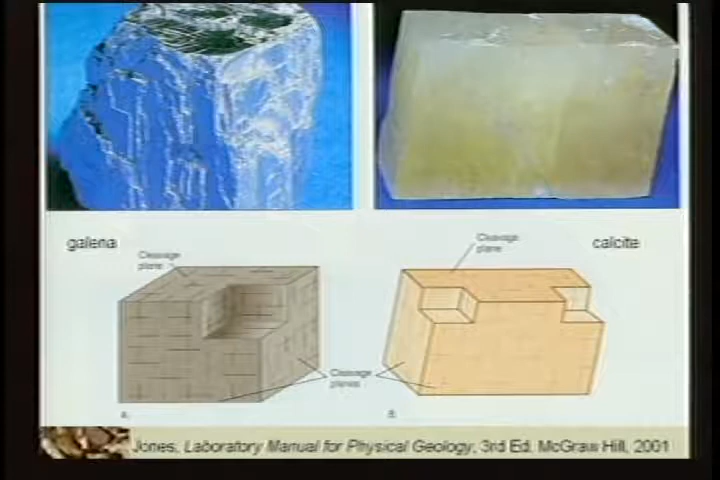 galena
calcite
Cleavage
plane
Cleavage
plane
Cleavage
planes
A
B
Jones, Laboratory Manual for Physical Geology, 3rd Ed, McGraw Hill, 2001